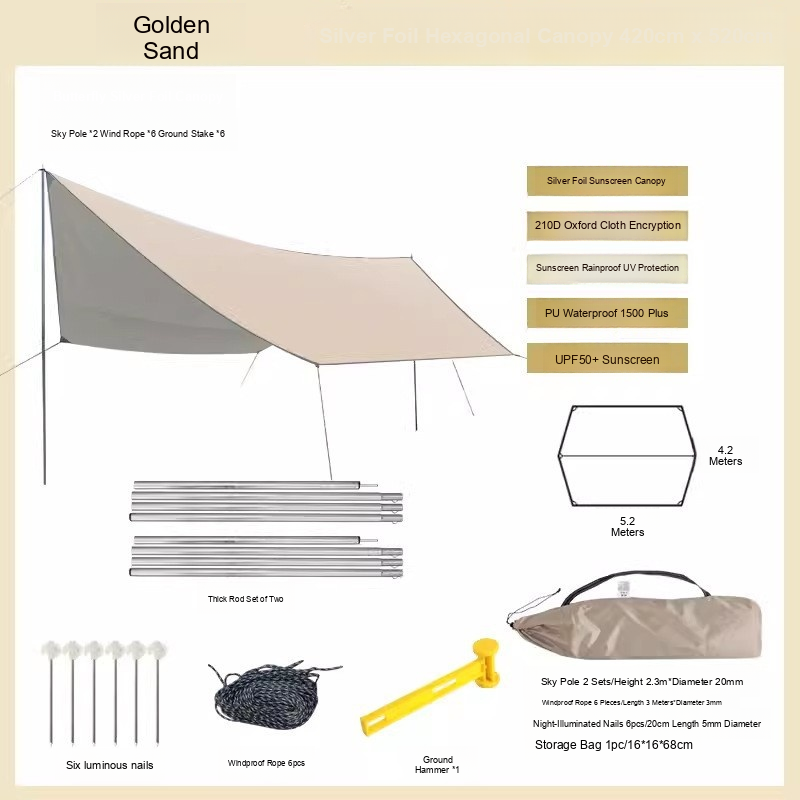 Golden
Sand
Silver Foil Hexagonal Canopy
Sky Pole *2 Wind Rope *6 Ground Stake *6
Silver Foil Sunscreen Canopy
210D Oxford Cloth Encryption
Sunscreen Rainproof UV Protection
PU Waterproof 1500 Plus
UPF50+ Sunscreen
4.2
Meters
5.2
Meters
Thick Rod Set of Two
Sky Pole 2 Sets/Height 2.3m*Diameter 20mm
Windproof Rope 6 Pieces/Length 3 Meters*Diameter 3mm
Night-Illuminated Nails 6pcs/20cm Length 5mm Diameter
Storage Bag 1pc/16*16*68cm
Six luminous nails
Windproof Rope 6pcs
Ground
Hammer *1